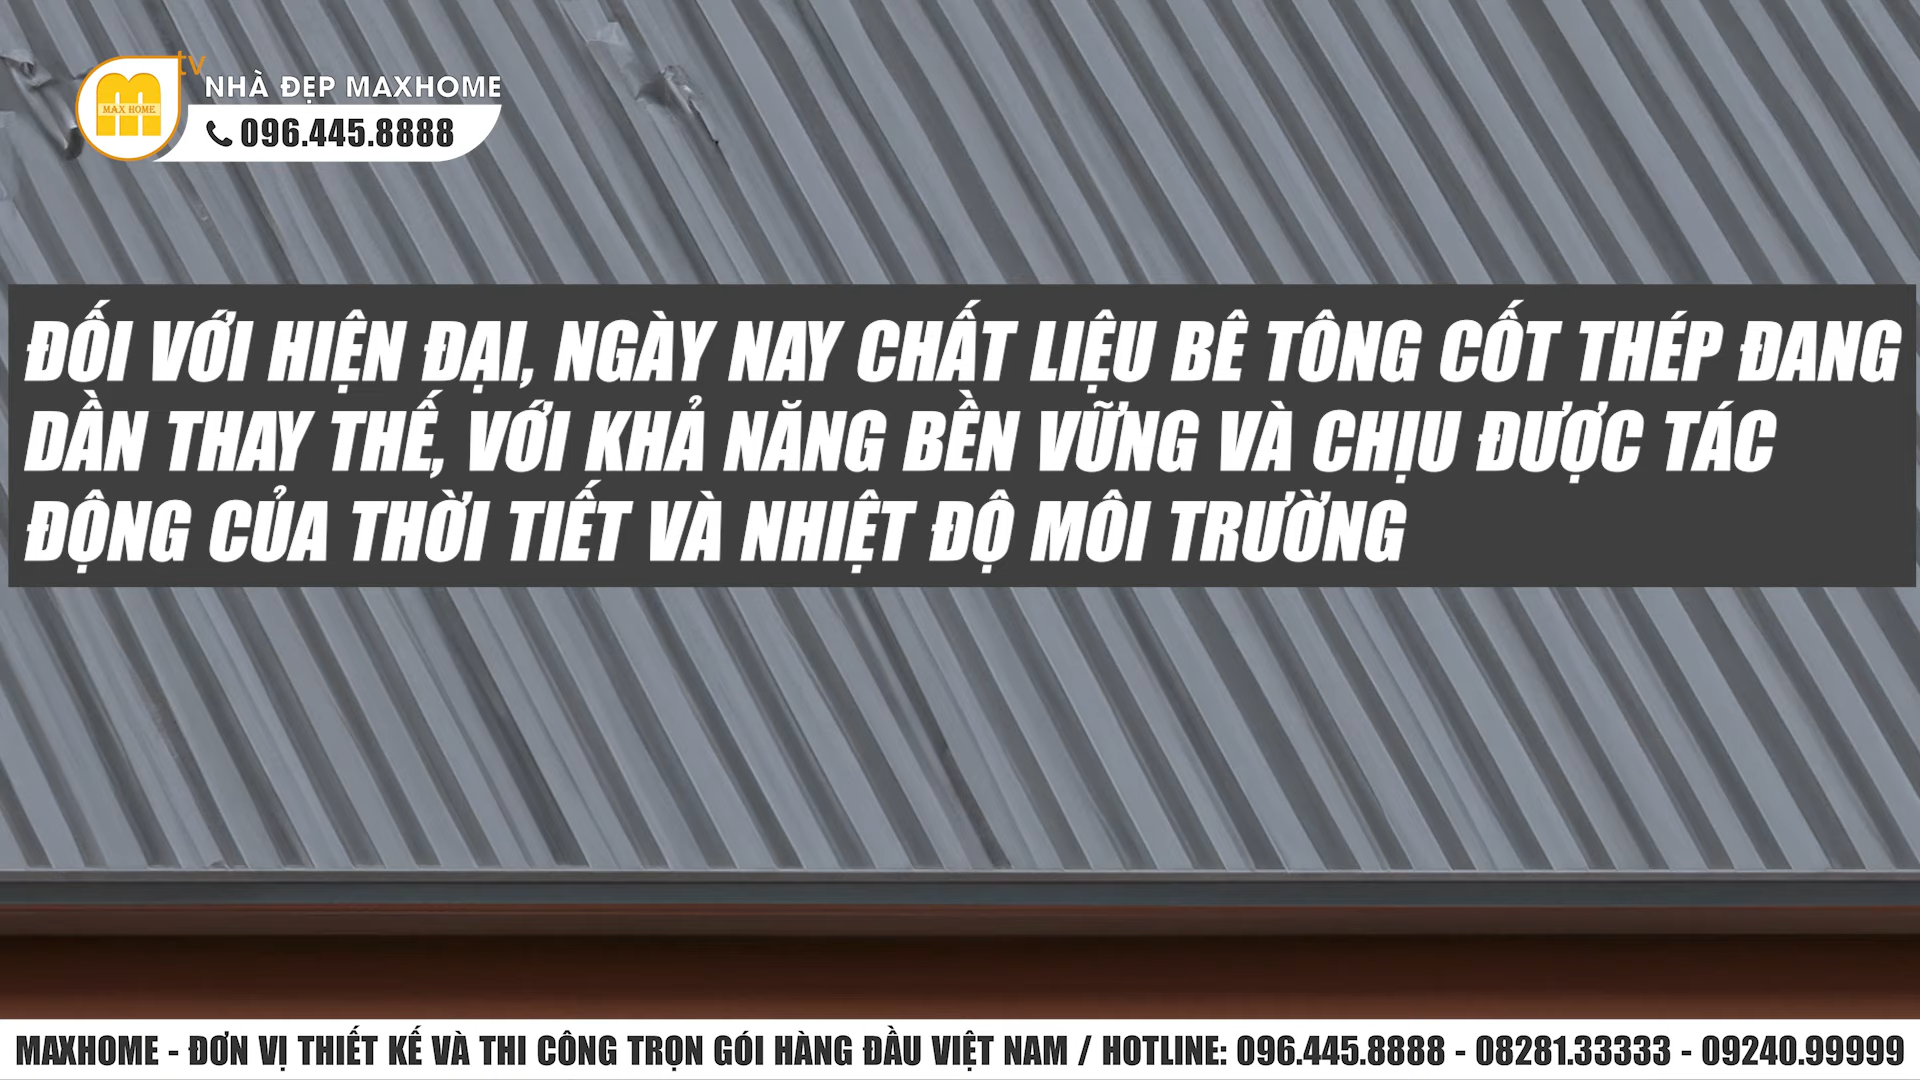 tv
NHÀ ĐẸP MAXHOME
MAX HOME
096.445.8888
ĐỐI VỚI HIỆN ĐẠI, NGÀY NAY CHẤT LIỆU BÊ TÔNG CỐT THÉP ĐANG
DẦN THAY THẾ, VỚI KHẢ NĂNG BỀN VỮNG VÀ CHỊU ĐƯỢC TÁC
ĐỘNG CỦA THỜI TIẾT VÀ NHIỆT ĐỘ MÔI TRƯỜNG
MAXHOME - ĐƠN VỊ THIẾT KẾ VÀ THI CÔNG TRỌN GÓI HÀNG ĐẦU VIỆT NAM / HOTLINE: 096.445.8888 - 08281.33333 - 09240.99999